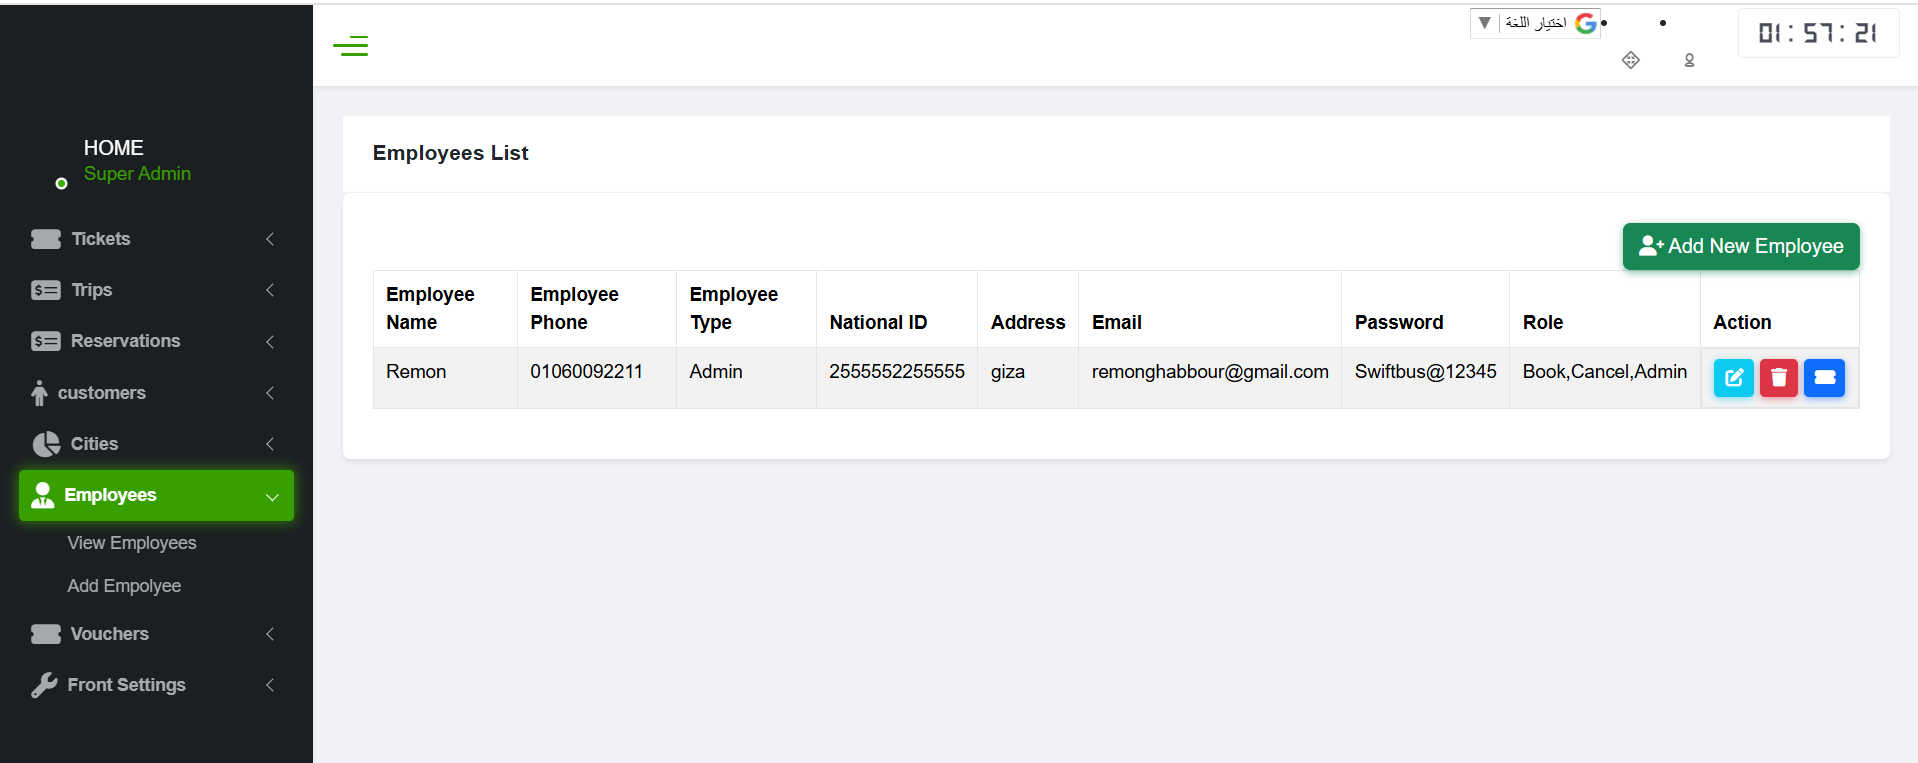 اختيار اللغة ▼
01:57:21
HOME
Super Admin
Tickets
Trips
Reservations
customers
Cities
Employees
View Employees
Add Empolyee
Vouchers
Front Settings
Employees List
Add New Employee
Employee Name
Employee Phone
Employee Type
National ID
Address
Email
Password
Role
Action
Remon
01060092211
Admin
2555552255555
giza
remonghabbour@gmail.com
Swiftbus@12345
Book,Cancel,Admin